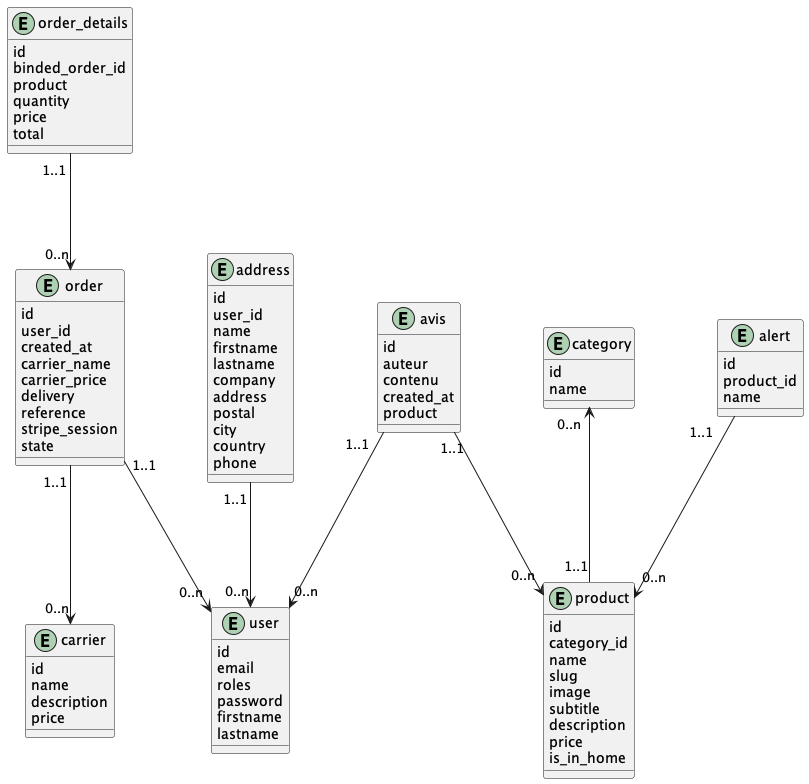 E order_details
id
binded_order_id
product
quantity
price
total
1..1
0..n
E order
id
user_id
created_at
carrier_name
carrier_price
delivery
reference
stripe_session
state
E address
id
user_id
name
firstname
lastname
company
address
postal
city
country
phone
E avis
id
auteur
contenu
created_at
product
E category
id
name
E alert
id
product_id
name
1..1
1..1
1..1
1..1
1..1
0..n
1..1
0..n
0..n
0..n
0..n
0..n
1..1
0..n
E carrier
id
name
description
price
E user
id
email
roles
password
firstname
lastname
E product
id
category_id
name
slug
image
subtitle
description
price
is_in_home